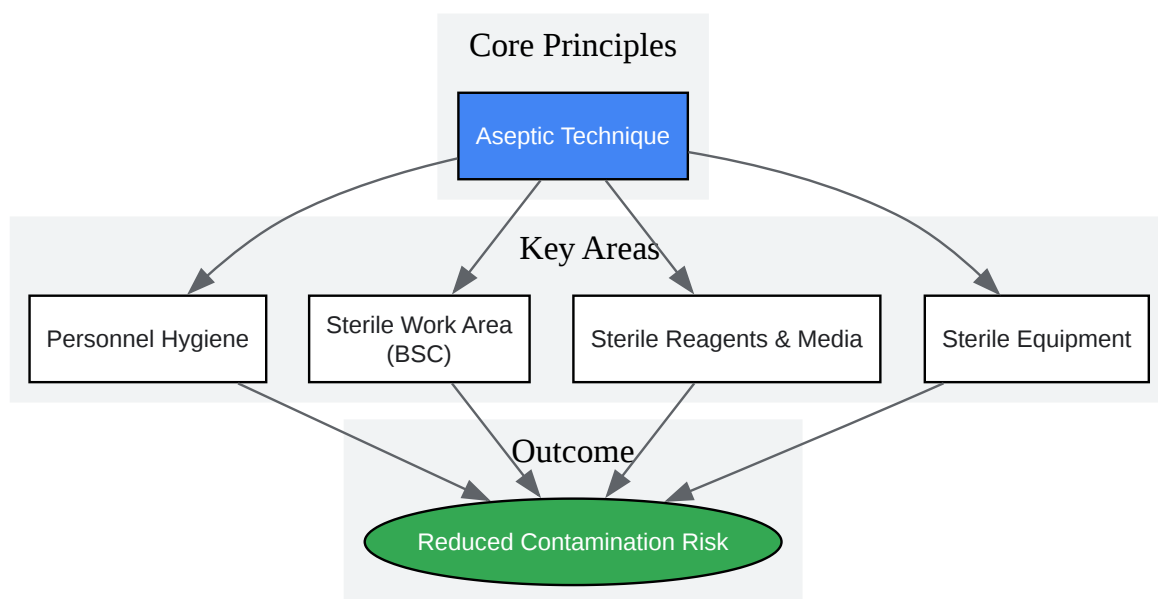 Core Principles
Aseptic Technique
Key Areas
Personnel Hygiene
Sterile Work Area
(BSC)
Sterile Reagents & Media
Sterile Equipment
Outcome
Reduced Contamination Risk